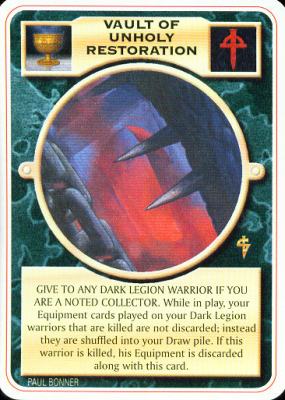 VAULT OF
UNHOLY
RESTORATION
GIVE TO ANY DARK LEGION WARRIOR IF YOU
ARE A NOTED COLLECTOR. While in play, your
Equipment cards played on your Dark Legion
warriors that are killed are not discarded; instead
they are shuffled into your Draw pile. If this
warrior is killed, his Equipment is discarded
along with this card.
PAUL BONNER